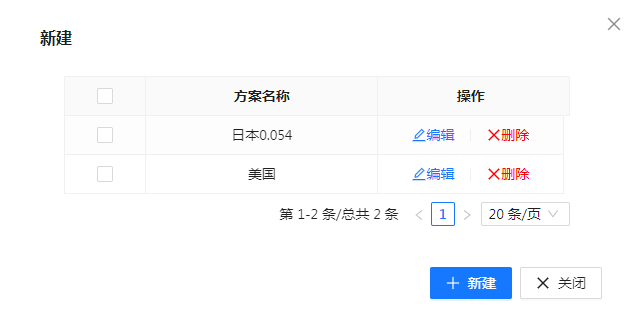 新建
方案名称 操作
日本0.054 编辑 删除
美国 编辑 删除
第 1-2 条/总共 2 条 1 20 条/页
新建 关闭